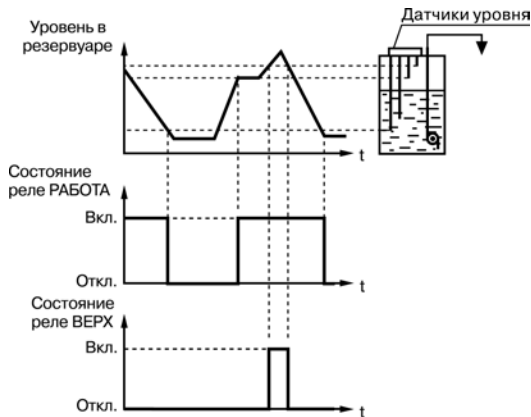 Уровень в
резервуаре
Датчики уровня
t
Состояние
реле РАБОТА
Вкл.
Откл.
t
Состояние
реле ВЕРХ
Вкл.
Откл.
t